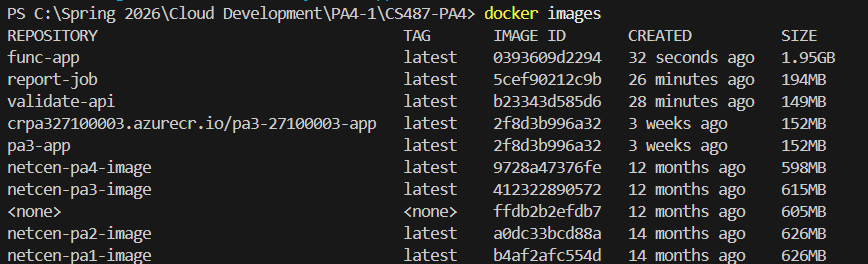 PS C:\Spring 2026\Cloud Development\PA4-1\CS487-PA4> docker images
REPOSITORY TAG IMAGE ID CREATED SIZE
func-app latest 0393609d2294 32 seconds ago 1.95GB
report-job latest 5cef90212c9b 26 minutes ago 194MB
validate-api latest b23343d585d6 28 minutes ago 149MB
crpa327100003.azurecr.io/pa3-27100003-app latest 2f8d3b996a32 3 weeks ago 152MB
pa3-app latest 2f8d3b996a32 3 weeks ago 152MB
netcen-pa4-image latest 9728a47376fe 12 months ago 598MB
netcen-pa3-image latest 412322890572 12 months ago 615MB
<none> <none> ffdb2b2efdb7 12 months ago 605MB
netcen-pa2-image latest a0dc33bcd88a 14 months ago 626MB
netcen-pa1-image latest b4af2afc554d 14 months ago 626MB